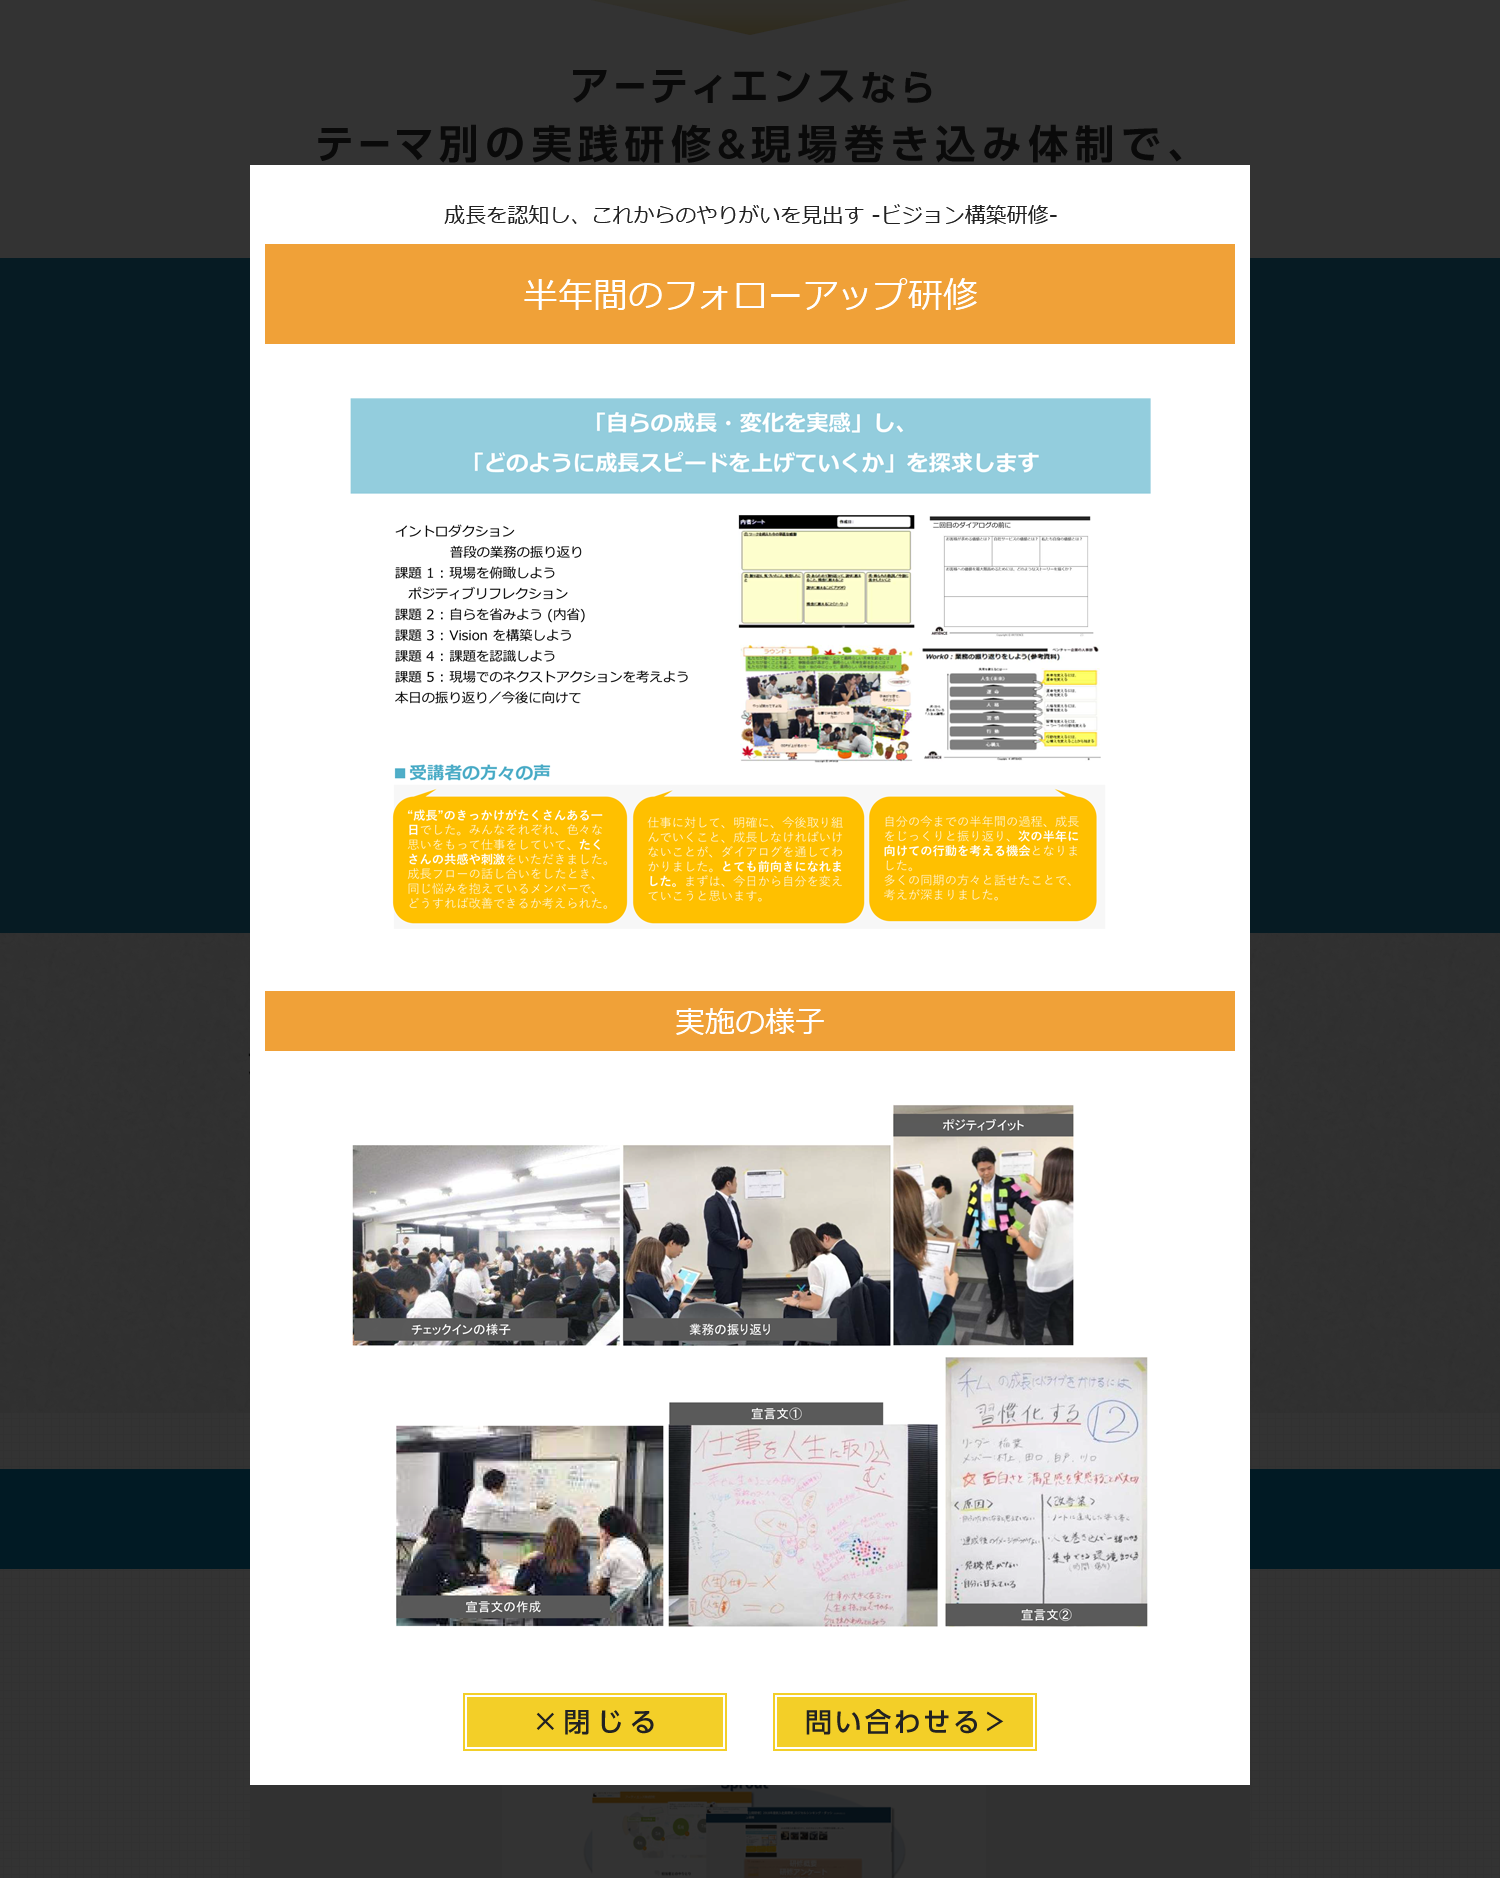 アーティエンスなら
テーマ別の実践研修&現場巻き込み体制で、
成長を認知し、これからのやりがいを見出す -ビジョン構築研修-
半年間のフォローアップ研修
「自らの成長・変化を実感」し、
「どのように成長スピードを上げていくか」を探求します
イントロダクション
普段の業務の振り返り
課題 1：現場を俯瞰しよう
ポジティブリフレクション
課題 2：自らを省みよう (内省)
課題 3：Vision を構築しよう
課題 4：課題を認識しよう
課題 5：現場でのネクストアクションを考えよう
本日の振り返り／今後に向けて
内省シート
二回目のダイアログの前に
ラウンド1
Work0：業務の振り返りをしよう(参考資料)
■受講者の方々の声
“成長”のきっかけがたくさんある一
日でした。みんなそれぞれ、色々な
思いをもって仕事をしていて、たく
さんの共感や刺激をいただきました。
成長フローの話し合いをしたとき、
同じ悩みを抱えているメンバーで、
どうすれば改善できるか考えられた。
仕事に対して、明確に、今後取り組
んでいくこと、成長しなければいけ
ないことが、ダイアログを通してわ
かりました。とても前向きになれま
した。まずは、今日から自分を変え
ていこうと思います。
自分の今までの半年間の過程、成長
をじっくりと振り返り、次の半年に
向けての行動を考える機会となりま
した。
多くの同期の方々と話せたことで、
考えが深まりました。
実施の様子
ポジティブイット
チェックインの様子
業務の振り返り
宣言文①
仕事を人生に取り込
む。
宣言文の作成
私の成長にドライブをかけるには
習慣化する
12
<原因>
<改善案>
宣言文②
×閉じる
問い合わせる＞
Sprout